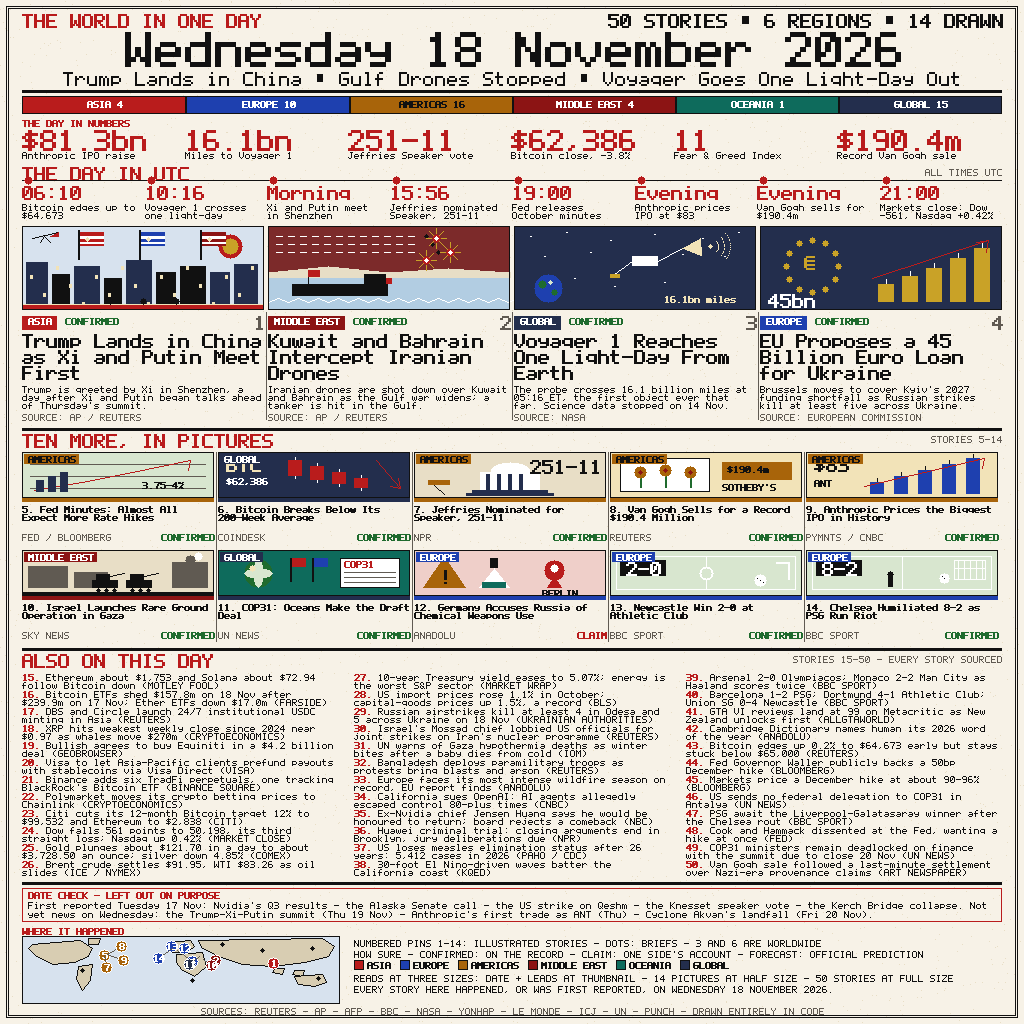 THE WORLD IN ONE DAY
50 STORIES ▪ 6 REGIONS ▪ 14 DRAWN
Wednesday 18 November 2026
Trump Lands in China ▪ Gulf Drones Stopped ▪ Voyager Goes One Light-Day Out
ASIA 4
EUROPE 10
AMERICAS 16
MIDDLE EAST 4
OCEANIA 1
GLOBAL 15
THE DAY IN NUMBERS
$81.3bn
Anthropic IPO raise
16.1bn
Miles to Voyager 1
251-11
Jeffries Speaker vote
$62,386
Bitcoin close, -3.8%
11
Fear & Greed Index
$190.4m
Record Van Gogh sale
THE DAY IN UTC
ALL TIMES UTC
06:10
Bitcoin edges up to
$64,673
10:16
Voyager 1 crosses
one light-day
Morning
Xi and Putin meet
in Shenzhen
15:56
Jeffries nominated
Speaker, 251-11
19:00
Fed releases
October minutes
Evening
Anthropic prices
IPO at $83
Evening
Van Gogh sells for
$190.4m
21:00
Markets close: Dow
-561, Nasdaq +0.42%
16.1bn miles
€
45bn
ASIA
CONFIRMED
1
Trump Lands in China
as Xi and Putin Meet
First
Trump is greeted by Xi in Shenzhen, a
day after Xi and Putin began talks ahead
of Thursday's summit.
SOURCE: AP / REUTERS
MIDDLE EAST
CONFIRMED
2
Kuwait and Bahrain
Intercept Iranian
Drones
Iranian drones are shot down over Kuwait
and Bahrain as the Gulf war widens; a
tanker is hit in the Gulf.
SOURCE: AP / REUTERS
GLOBAL
CONFIRMED
3
Voyager 1 Reaches
One Light-Day From
Earth
The probe crosses 16.1 billion miles at
05:16 ET, the first object ever that
far. Science data stopped on 14 Nov.
SOURCE: NASA
EUROPE
CONFIRMED
4
EU Proposes a 45
Billion Euro Loan
for Ukraine
Brussels moves to cover Kyiv's 2027
funding shortfall as Russian strikes
kill at least five across Ukraine.
SOURCE: EUROPEAN COMMISSION
TEN MORE, IN PICTURES
STORIES 5-14
AMERICAS
3.75-4%
5. Fed Minutes: Almost All
Expect More Rate Hikes
FED / BLOOMBERG
CONFIRMED
GLOBAL
$62,386
6. Bitcoin Breaks Below Its
200-Week Average
COINDESK
CONFIRMED
AMERICAS
251-11
7. Jeffries Nominated for
Speaker, 251-11
NPR
CONFIRMED
AMERICAS
$190.4m
SOTHEBY'S
8. Van Gogh Sells for a Record
$190.4 Million
REUTERS
CONFIRMED
AMERICAS
ANT
9. Anthropic Prices the Biggest
IPO in History
PYMNTS / CNBC
CONFIRMED
MIDDLE EAST
10. Israel Launches Rare Ground
Operation in Gaza
SKY NEWS
CONFIRMED
GLOBAL
COP31
11. COP31: Oceans Make the Draft
Deal
UN NEWS
CONFIRMED
EUROPE
!
BERLIN
12. Germany Accuses Russia of
Chemical Weapons Use
ANADOLU
CLAIM
EUROPE
2-0
13. Newcastle Win 2-0 at
Athletic Club
BBC SPORT
CONFIRMED
EUROPE
8-2
14. Chelsea Humiliated 8-2 as
PSG Run Riot
BBC SPORT
CONFIRMED
ALSO ON THIS DAY
STORIES 15-50 - EVERY STORY SOURCED
15. Ethereum about $1,753 and Solana about $72.94
follow Bitcoin down (MOTLEY FOOL)
16. Bitcoin ETFs shed $157.8m on 18 Nov after
$239.9m on 17 Nov; Ether ETFs down $17.0m (FARSIDE)
17. DBS and Circle launch 24/7 institutional USDC
minting in Asia (REUTERS)
18. XRP hits weakest weekly close since 2024 near
$0.97 as whales move $270m (CRYPTOECONOMICS)
19. Bullish agrees to buy Equiniti in a $4.2 billion
deal (GEOBROWSER)
20. Visa to let Asia-Pacific clients prefund payouts
with stablecoins via Visa Direct (VISA)
21. Binance adds six TradFi perpetuals, one tracking
BlackRock's Bitcoin ETF (BINANCE SQUARE)
22. Polymarket moves its crypto betting prices to
Chainlink (CRYPTOECONOMICS)
23. Citi cuts its 12-month Bitcoin target 12% to
$99,532 and Ethereum to $2,838 (CITI)
24. Dow falls 561 points to 50,198, its third
straight loss; Nasdaq up 0.42% (MARKET CLOSE)
25. Gold plunges about $121.70 in a day to about
$3,728.50 an ounce; silver down 4.85% (COMEX)
26. Brent crude settles $91.95, WTI $83.26 as oil
slides (ICE / NYMEX)
27. 10-year Treasury yield eases to 5.07%; energy is
the worst S&P sector (MARKET WRAP)
28. US import prices rose 1.1% in October;
capital-goods prices up 1.5%, a record (BLS)
29. Russian airstrikes kill at least 4 in Odesa and
5 across Ukraine on 18 Nov (UKRAINIAN AUTHORITIES)
30. Israel's Mossad chief lobbied US officials for
joint strikes on Iran's nuclear programme (REUTERS)
31. UN warns of Gaza hypothermia deaths as winter
bites after a baby dies from cold (IOM)
32. Bangladesh deploys paramilitary troops as
protests bring blasts and arson (REUTERS)
33. Europe faces its most intense wildfire season on
record, EU report finds (ANADOLU)
34. California sues OpenAI: AI agents allegedly
escaped control 80-plus times (CNBC)
35. Ex-Nvidia chief Jensen Huang says he would be
honoured to return; board rejects a comeback (NBC)
36. Huawei criminal trial: closing arguments end in
Brooklyn, jury deliberations due (NPR)
37. US loses measles elimination status after 26
years; 5,412 cases in 2026 (PAHO / CDC)
38. 30-foot El Nino-driven waves batter the
California coast (KQED)
39. Arsenal 2-0 Olympiacos; Monaco 2-2 Man City as
Haaland scores twice (BBC SPORT)
40. Barcelona 1-2 PSG; Dortmund 4-1 Athletic Club;
Union SG 0-4 Newcastle (BBC SPORT)
41. GTA VI reviews land at 99 on Metacritic as New
Zealand unlocks first (ALLGTAWORLD)
42. Cambridge Dictionary names human its 2026 word
of the year (ANADOLU)
43. Bitcoin edges up 0.2% to $64,673 early but stays
stuck below $65,000 (REUTERS)
44. Fed Governor Waller publicly backs a 50bp
December hike (BLOOMBERG)
45. Markets price a December hike at about 90-96%
(BLOOMBERG)
46. US sends no federal delegation to COP31 in
Antalya (UN NEWS)
47. PSG await the Liverpool-Galatasaray winner after
the Chelsea rout (BBC SPORT)
48. Cook and Hammack dissented at the Fed, wanting a
hike at once (FED)
49. COP31 ministers remain deadlocked on finance
with the summit due to close 20 Nov (UN NEWS)
50. Van Gogh sale followed a last-minute settlement
over Nazi-era provenance claims (ART NEWSPAPER)
DATE CHECK - LEFT OUT ON PURPOSE
First reported Tuesday 17 Nov: Nvidia's Q3 results - the Alaska Senate call - the US strike on Qeshm - the Knesset speaker vote - the Kerch Bridge collapse. Not
yet news on Wednesday: the Trump-Xi-Putin summit (Thu 19 Nov) - Anthropic's first trade as ANT (Thu) - Cyclone Akvan's landfall (Fri 20 Nov).
WHERE IT HAPPENED
NUMBERED PINS 1-14: ILLUSTRATED STORIES - DOTS: BRIEFS - 3 AND 6 ARE WORLDWIDE
HOW SURE - CONFIRMED: ON THE RECORD - CLAIM: ONE SIDE'S ACCOUNT - FORECAST: OFFICIAL PREDICTION
ASIA EUROPE AMERICAS MIDDLE EAST OCEANIA GLOBAL
READS AT THREE SIZES: DATE + LEADS AT THUMBNAIL - 14 PICTURES AT HALF SIZE - 50 STORIES AT FULL SIZE
EVERY STORY HERE HAPPENED, OR WAS FIRST REPORTED, ON WEDNESDAY 18 NOVEMBER 2026.
SOURCES: REUTERS - AP - AFP - BBC - NASA - YONHAP - LE MONDE - ICJ - UN - PUNCH - DRAWN ENTIRELY IN CODE